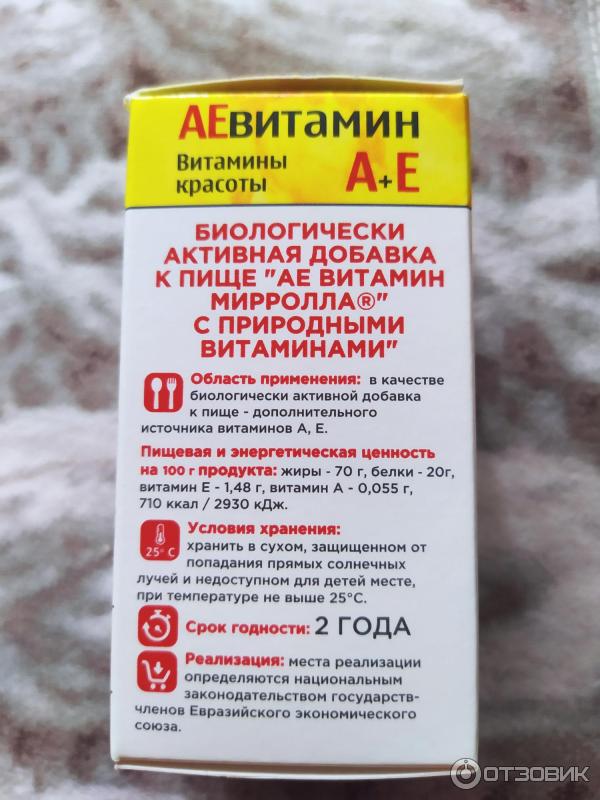 АЕвитамин
Витамины
красоты
А+Е
БИОЛОГИЧЕСКИ
АКТИВНАЯ ДОБАВКА
К ПИЩЕ "АЕ ВИТАМИН
МИРРОЛЛА®"
С ПРИРОДНЫМИ
ВИТАМИНАМИ"
Область применения: в качестве
биологически активной добавка
к пище - дополнительного
источника витаминов А, Е.
Пищевая и энергетическая ценность
на 100 г продукта: жиры - 70 г, белки - 20г,
витамин Е - 1,48 г, витамин А - 0,055 г,
710 ккал / 2930 кДж.
25° С
Условия хранения:
хранить в сухом, защищенном от
попадания прямых солнечных
лучей и недоступном для детей месте,
при температуре не выше 25°С.
Срок годности: 2 ГОДА
Реализация: места реализации
определяются национальным
законодательством государств-
членов Евразийского экономического
союза.
ОТЗОВИК